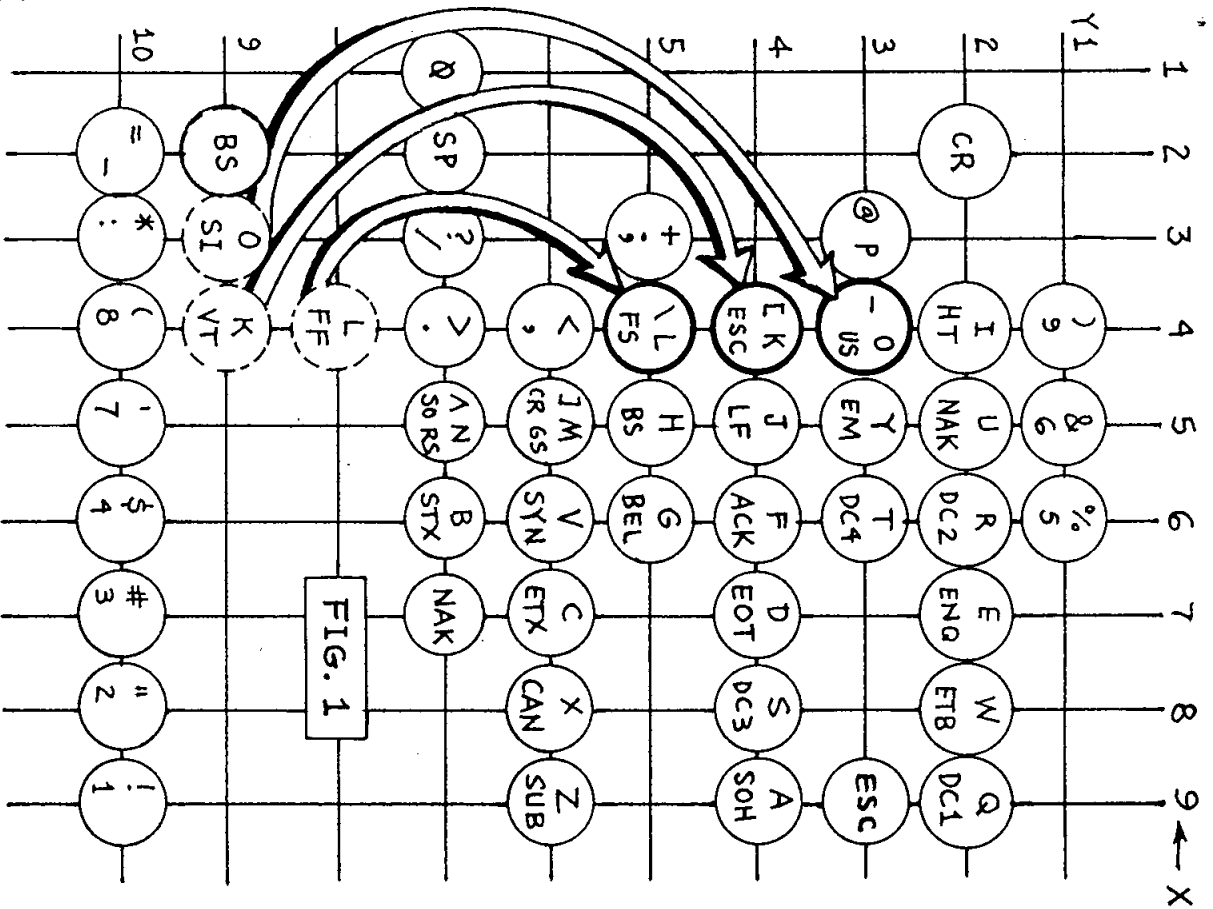 1 2 3 4 5 6 7 8 9 ← X
Y1
)
9
&
6
%
5
2
CR
I
HT
U
NAK
R
DC2
E
ENQ
W
ETB
Q
DC1
3
@ P
– O
US
Y
EM
T
DC4
ESC
4
[ K
ESC
J
LF
F
ACK
D
EOT
S
DC3
A
SOH
5
+
;
\ L
FS
H
BS
G
BEL
<
,
] M
CR GS
V
SYN
C
ETX
X
CAN
Z
SUB
Ø
SP
?
/
>
.
Λ N
SO RS
B
STX
NAK
L
FF
FIG. 1
9
BS
O
SI
K
VT
10
=
–
*
:
(
8
'
7
$
4
#
3
"
2
!
1